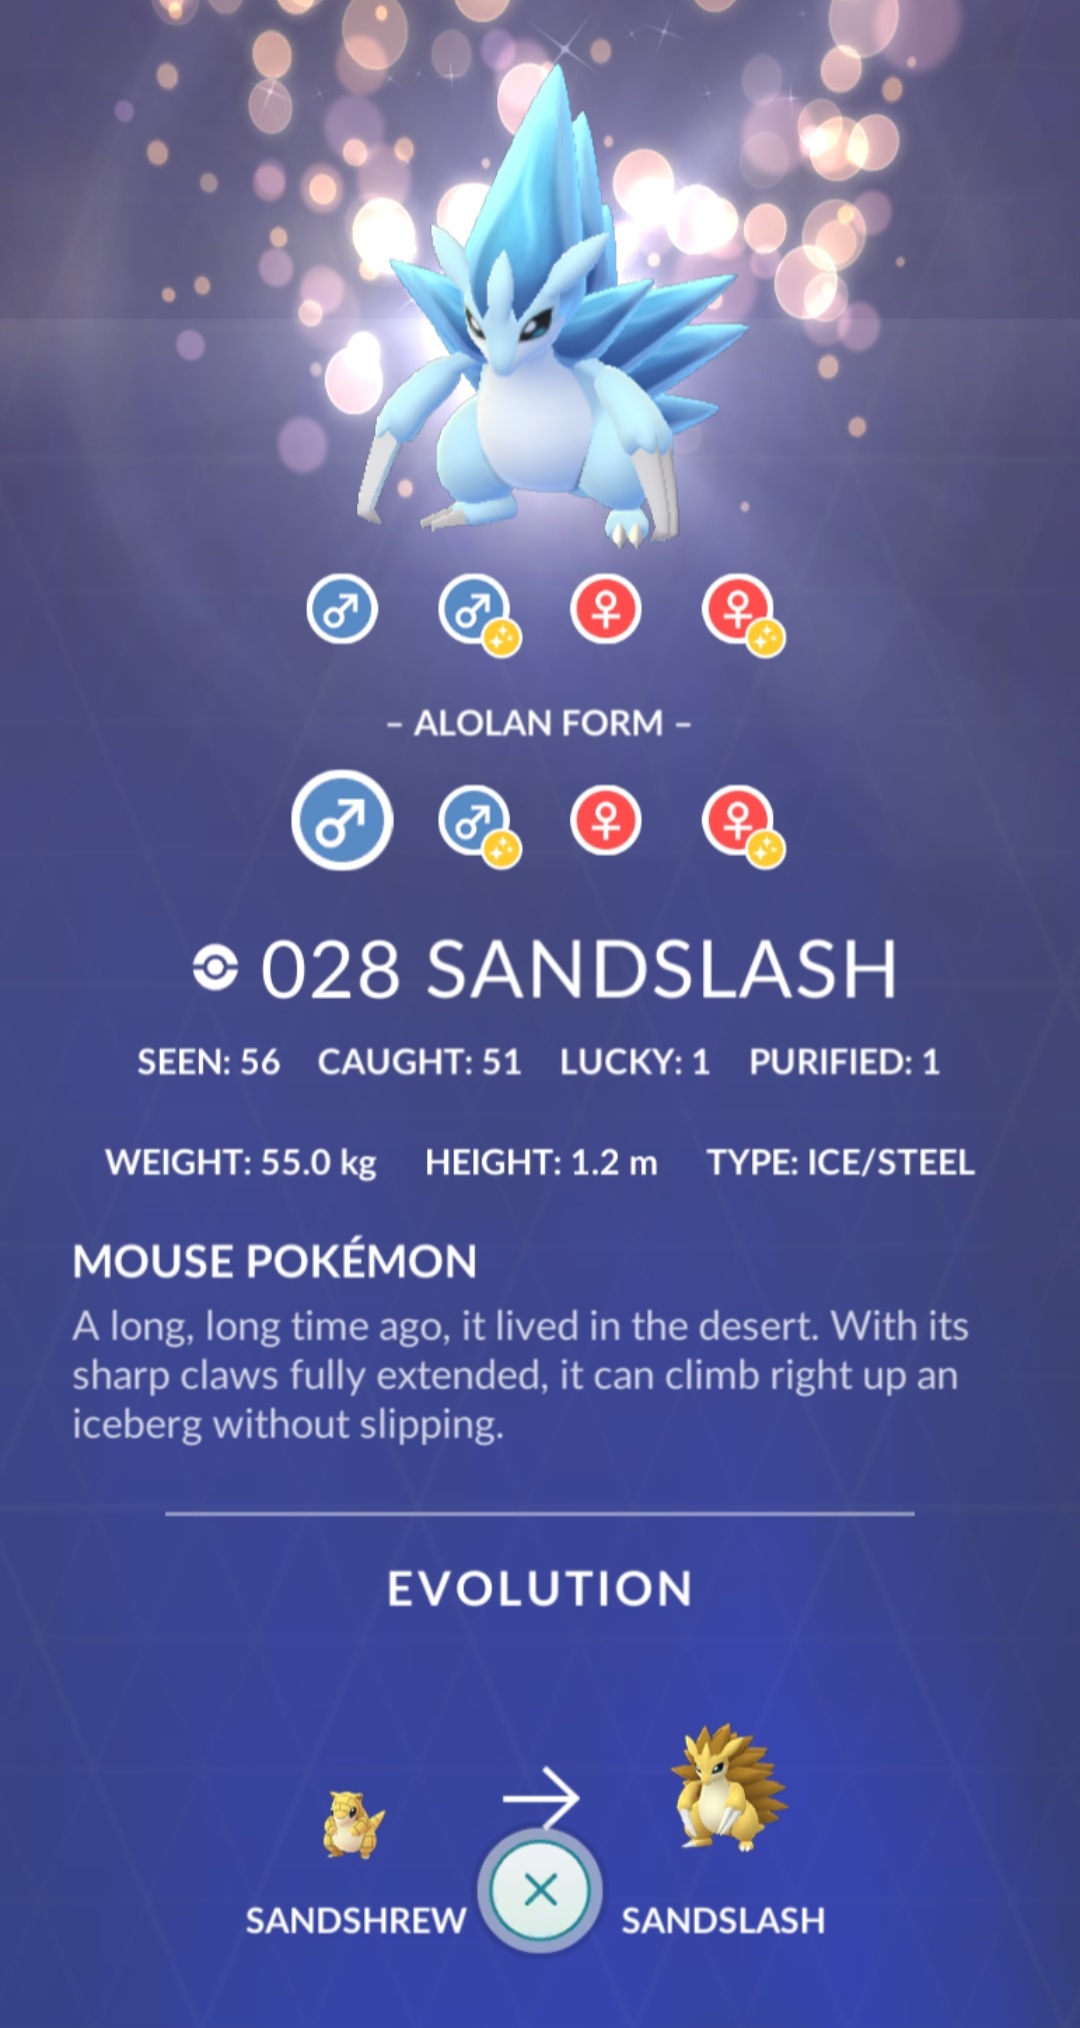 – ALOLAN FORM –
028 SANDSLASH
SEEN: 56 CAUGHT: 51 LUCKY: 1 PURIFIED: 1
WEIGHT: 55.0 kg HEIGHT: 1.2 m TYPE: ICE/STEEL
MOUSE POKÉMON
A long, long time ago, it lived in the desert. With its
sharp claws fully extended, it can climb right up an
iceberg without slipping.
EVOLUTION
SANDSHREW SANDSLASH